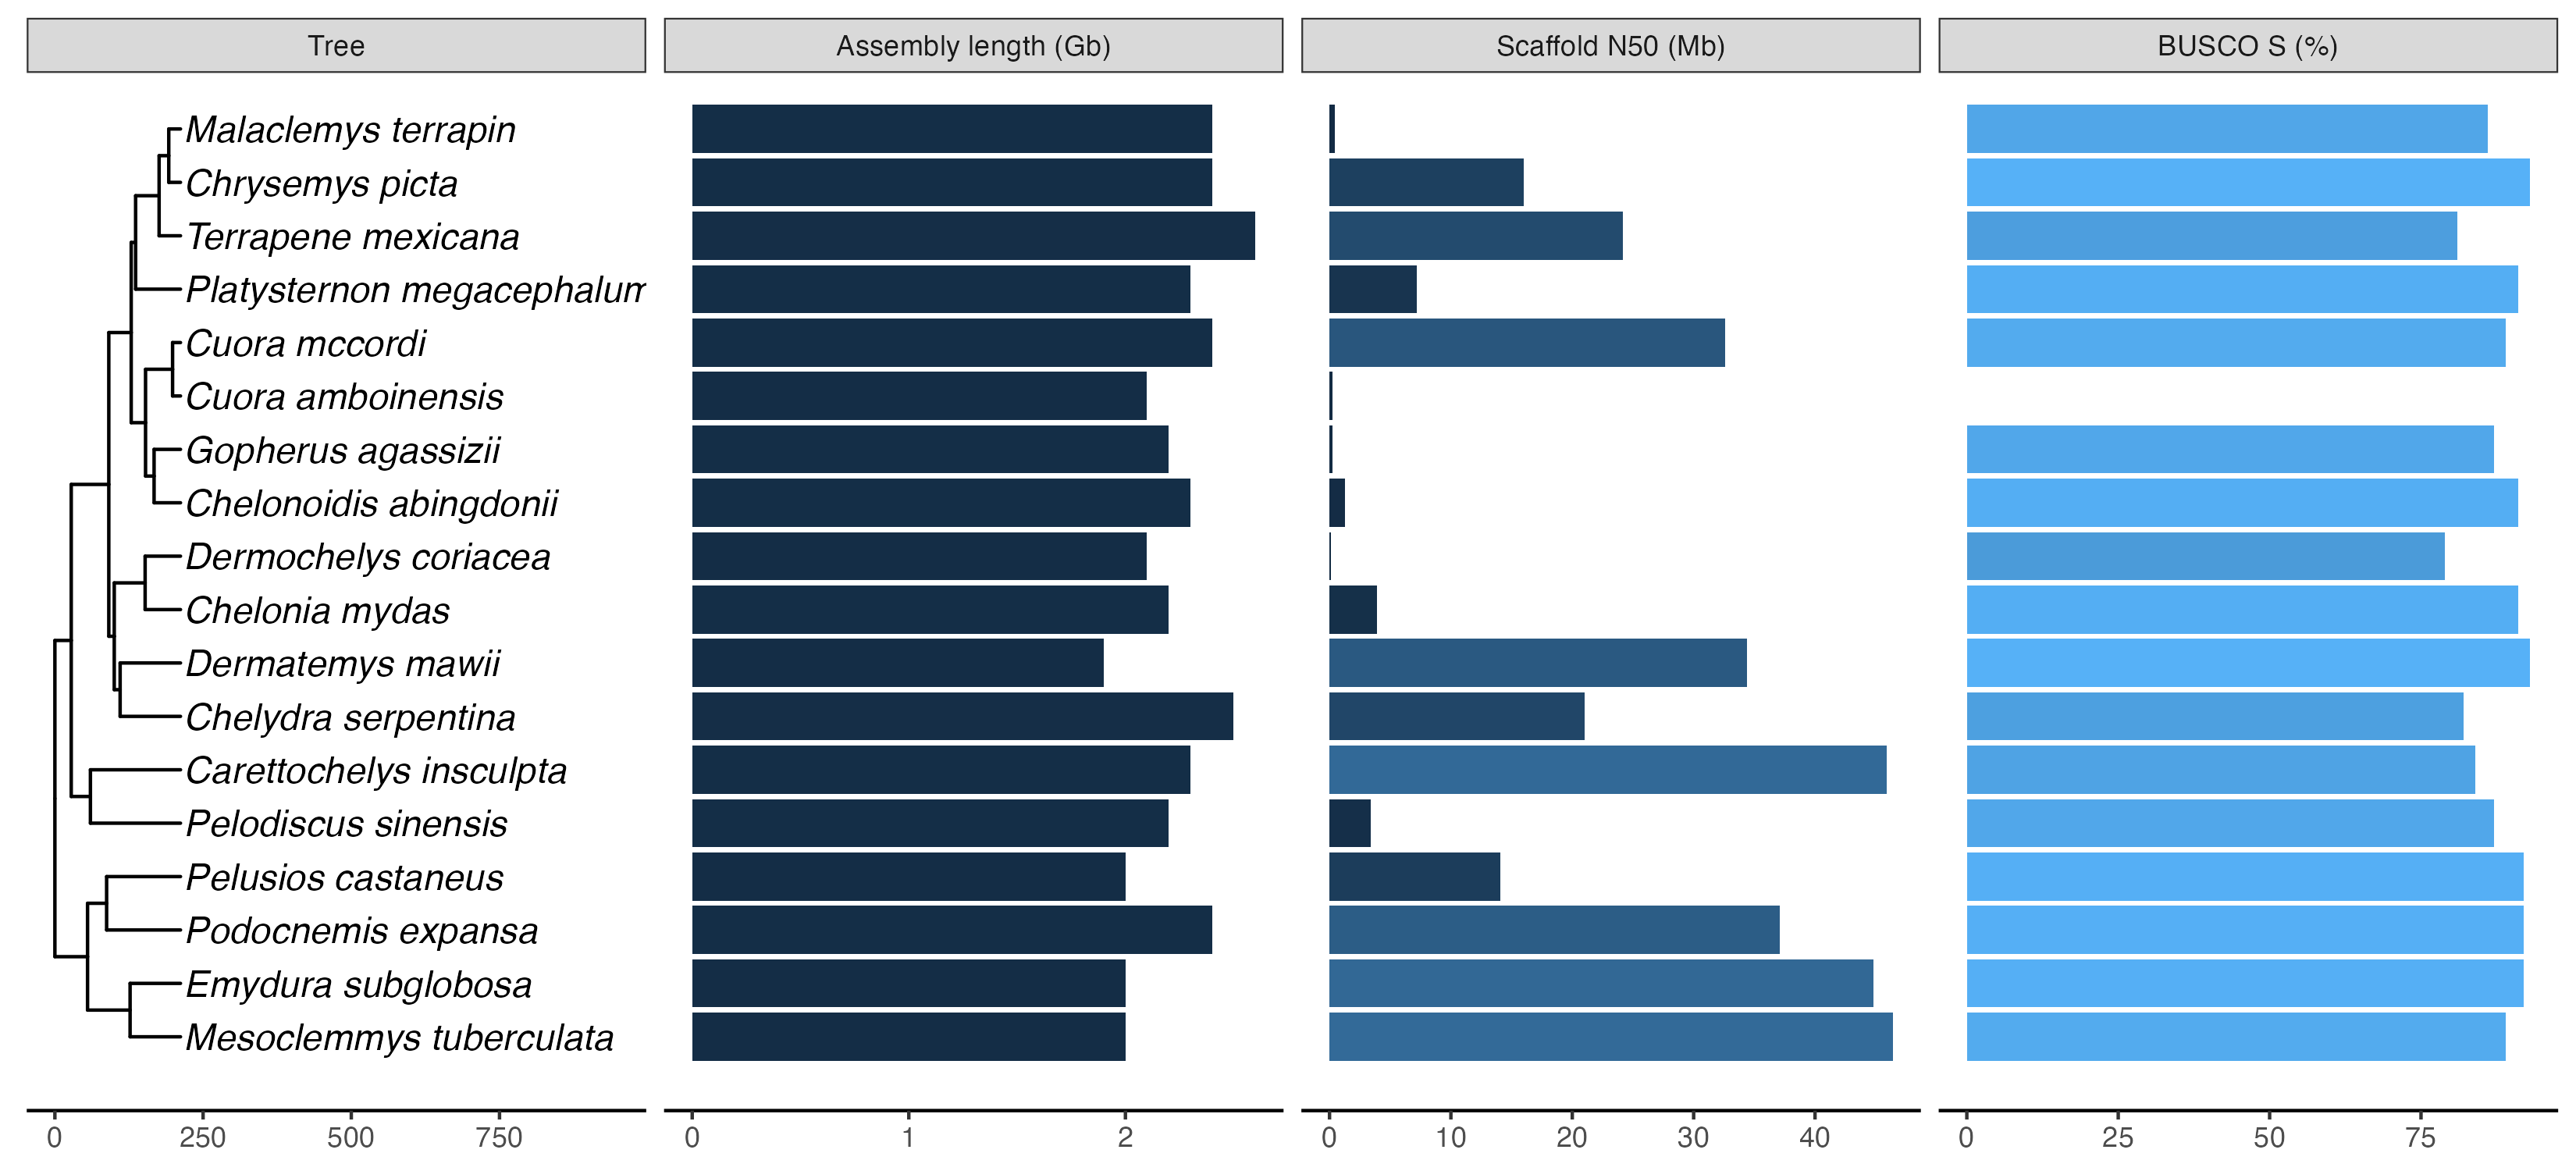 Tree
Assembly length (Gb)
Scaffold N50 (Mb)
BUSCO S (%)
Malaclemys terrapin
Chrysemys picta
Terrapene mexicana
Platysternon megacephalum
Cuora mccordi
Cuora amboinensis
Gopherus agassizii
Chelonoidis abingdonii
Dermochelys coriacea
Chelonia mydas
Dermatemys mawii
Chelydra serpentina
Carettochelys insculpta
Pelodiscus sinensis
Pelusios castaneus
Podocnemis expansa
Emydura subglobosa
Mesoclemmys tuberculata
0 250 500 750
0 1 2
0 10 20 30 40
0 25 50 75